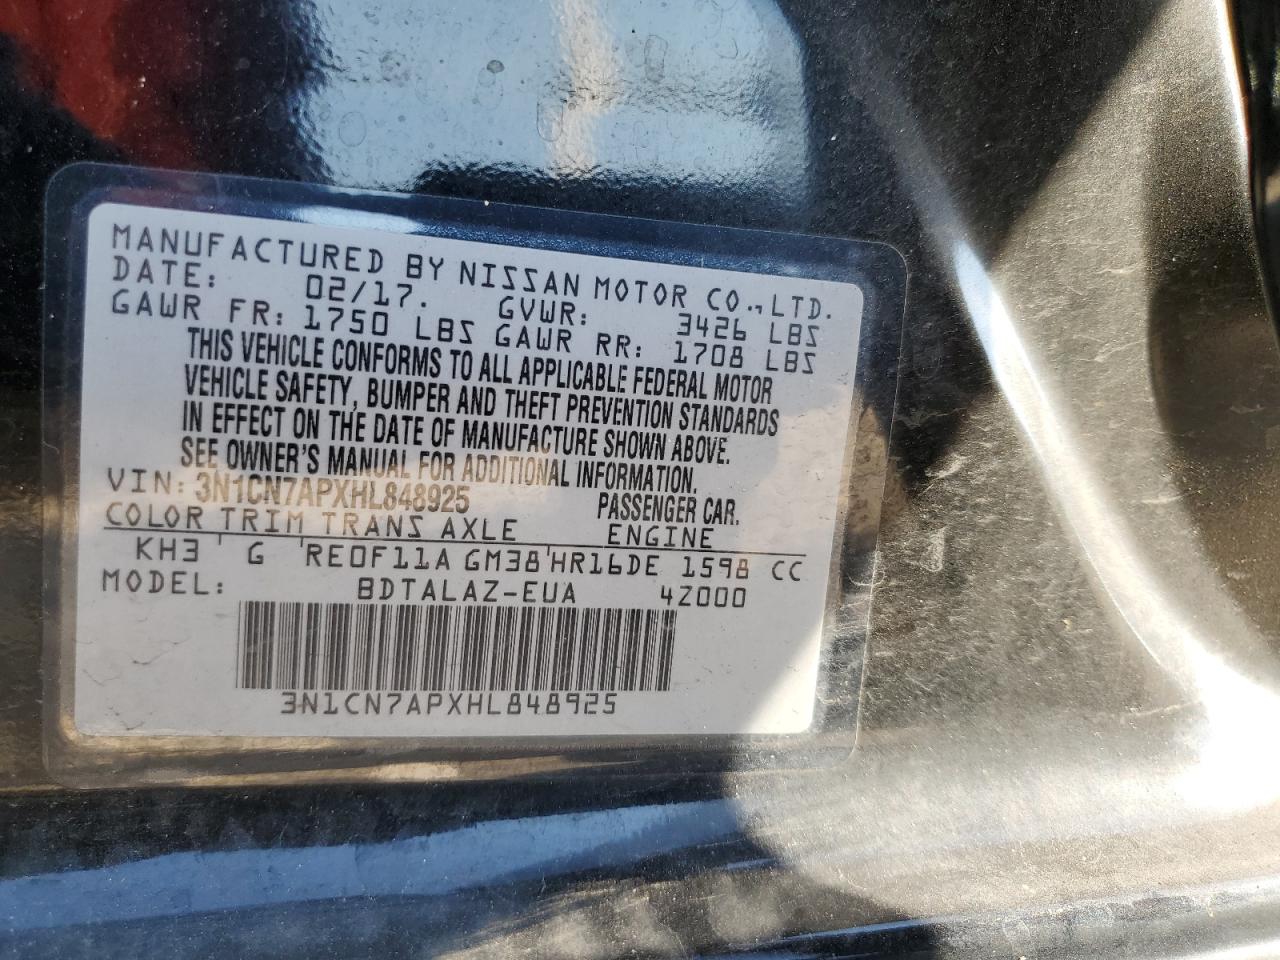 MANUFACTURED BY NISSAN MOTOR CO.,LTD.
DATE: 02/17. GVWR: 3426 LBS
GAWR FR: 1750 LBS GAWR RR: 1708 LBS
THIS VEHICLE CONFORMS TO ALL APPLICABLE FEDERAL MOTOR
VEHICLE SAFETY, BUMPER AND THEFT PREVENTION STANDARDS
IN EFFECT ON THE DATE OF MANUFACTURE SHOWN ABOVE.
SEE OWNER'S MANUAL FOR ADDITIONAL INFORMATION.
VIN: 3N1CN7APXHL848925 PASSENGER CAR.
COLOR TRIM TRANS AXLE ENGINE
KH3 ' G ' RE0F11A GM38 ' HR16DE 1598 CC
MODEL: BDTALAZ-EUA 4Z000
3N1CN7APXHL848925